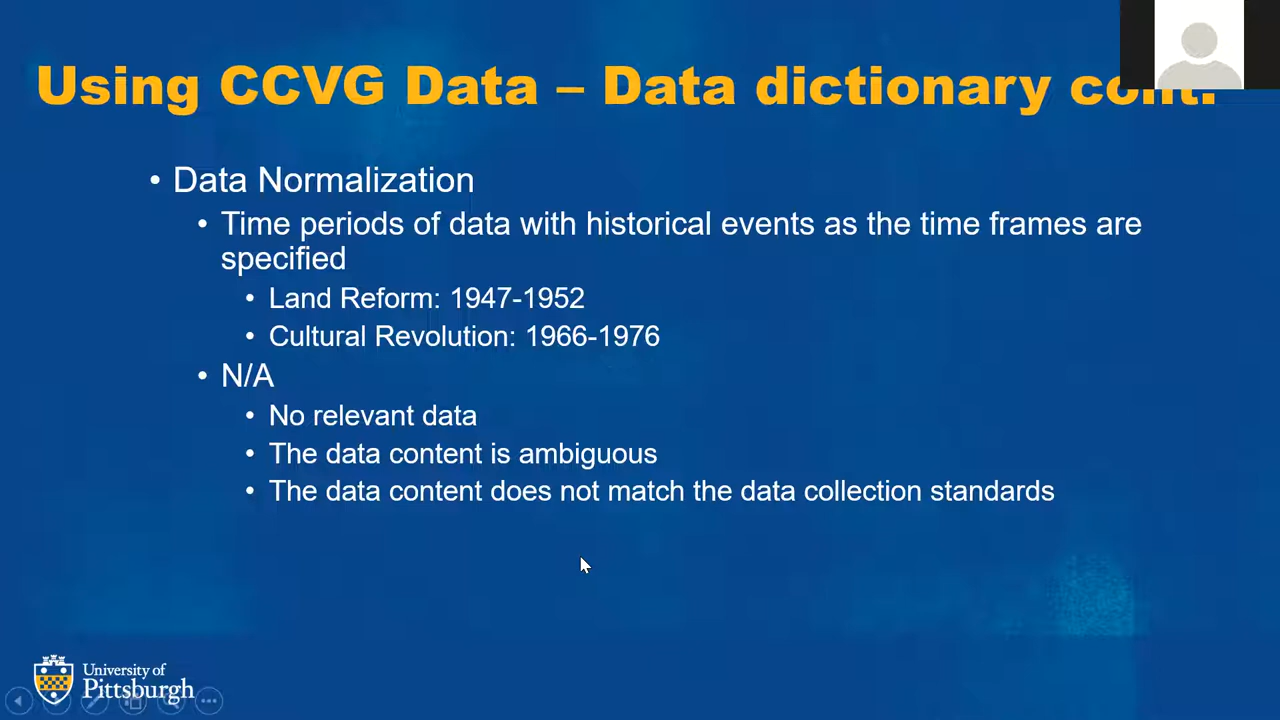 Using CCVG Data – Data dictionary cont.
• Data Normalization
• Time periods of data with historical events as the time frames are
specified
• Land Reform: 1947-1952
• Cultural Revolution: 1966-1976
• N/A
• No relevant data
• The data content is ambiguous
• The data content does not match the data collection standards
University of
Pittsburgh